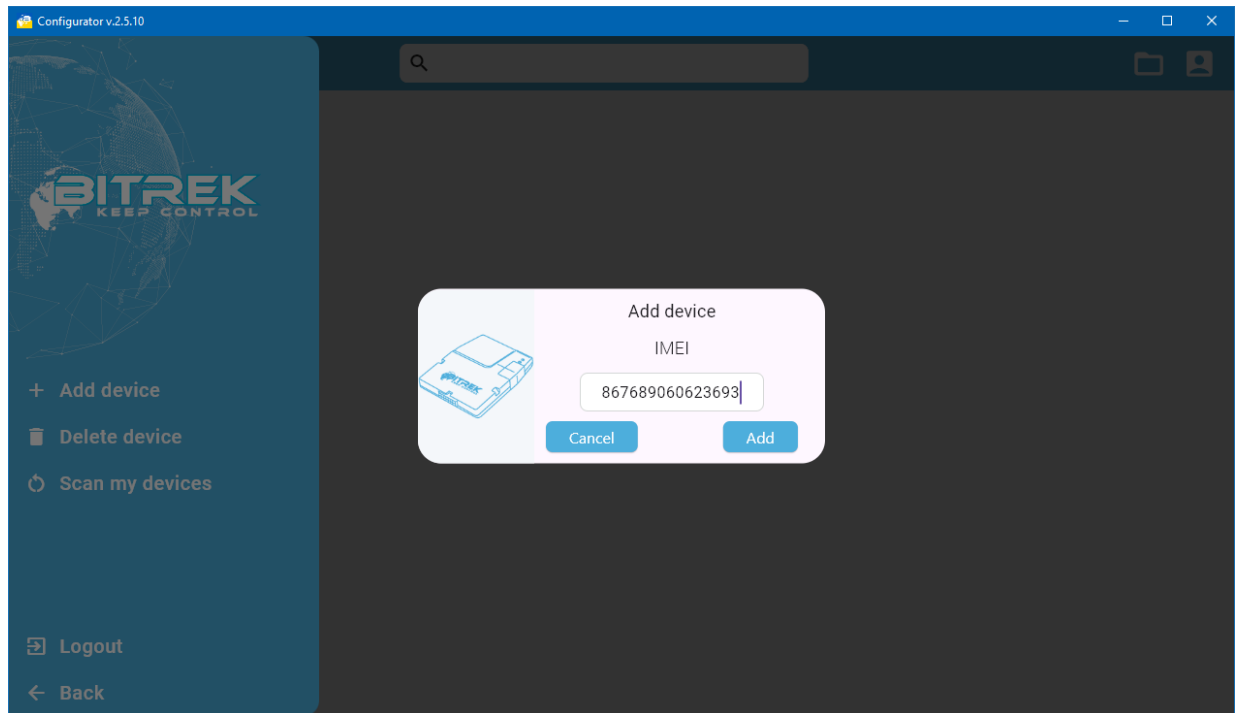 Configurator v.2.5.10
BITREK
KEEP CONTROL
Add device
Delete device
Scan my devices
Logout
Back
Add device
IMEI
BITREK
867689060623693
Cancel
Add